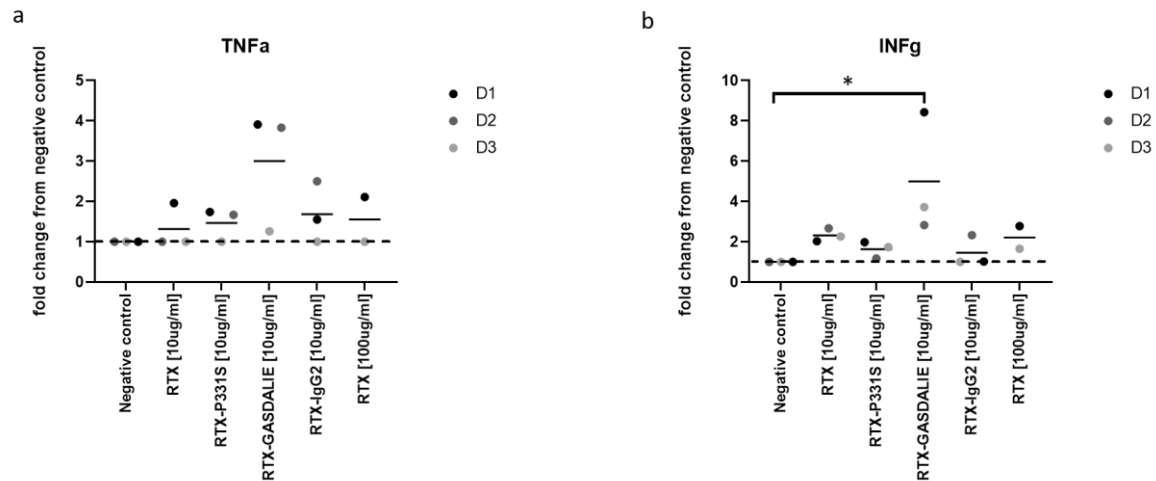 a
TNFa
fold change from negative control
5
4
3
2
1
0
Negative control
RTX [10ug/ml]
RTX-P331S [10ug/ml]
RTX-GASDALIE [10ug/ml]
RTX-IgG2 [10ug/ml]
RTX [100ug/ml]
D1
D2
D3
b
INFg
fold change from negative control
10
8
6
4
2
0
*
Negative control
RTX [10ug/ml]
RTX-P331S [10ug/ml]
RTX-GASDALIE [10ug/ml]
RTX-IgG2 [10ug/ml]
RTX [100ug/ml]
D1
D2
D3